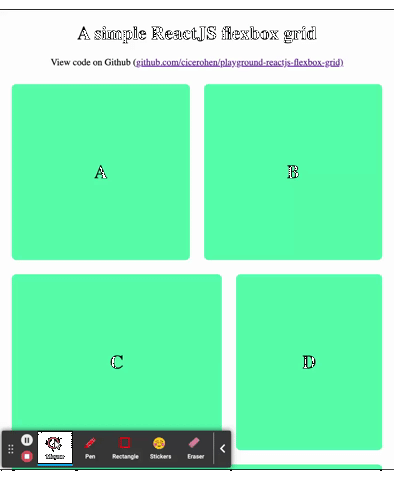 A simple ReactJS flexbox grid
View code on Github (github.com/cicerohen/playground-reactjs-flexbox-grid)
A
B
C
D
Pen
Rectangle
Stickers
Eraser